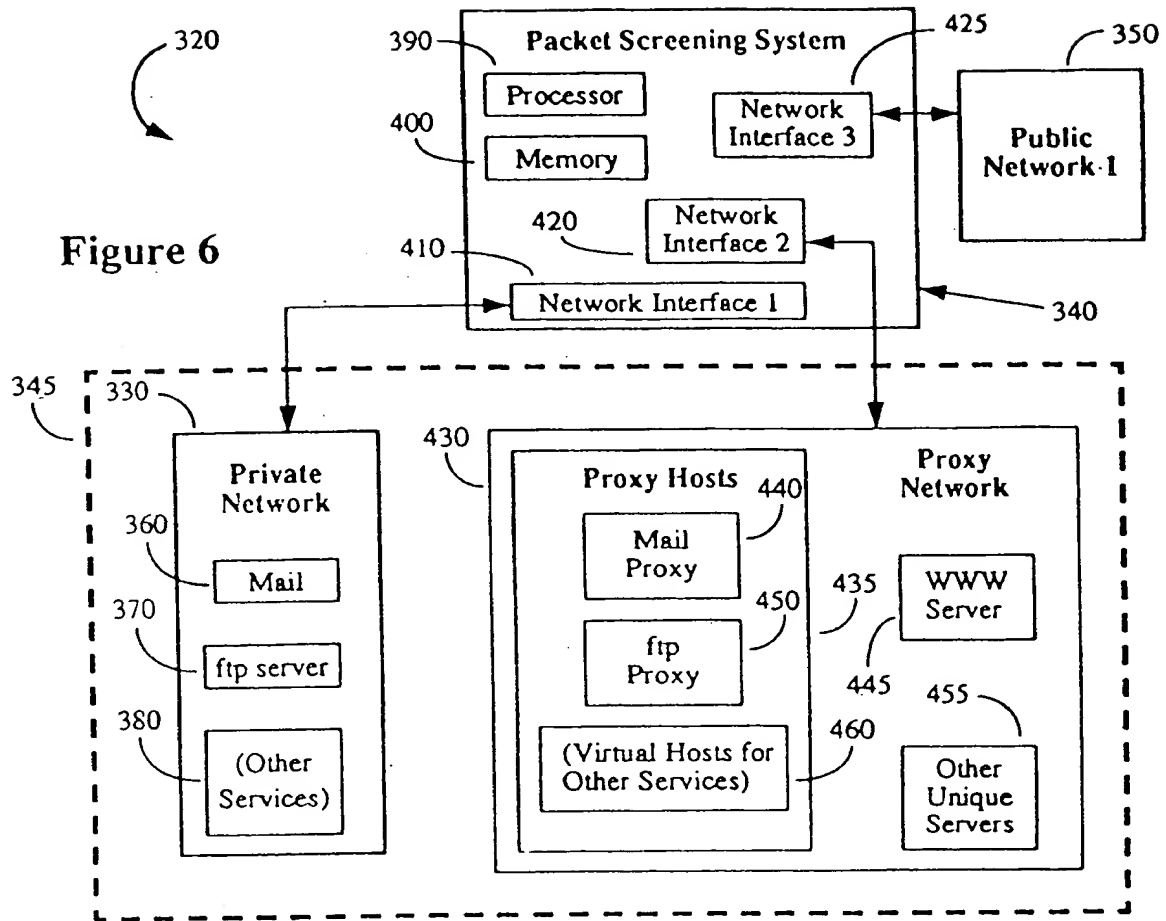 320
390
Packet Screening System
425
350
Processor
Network
Interface 3
400
Memory
Public
Network 1
Figure 6
420
Network
Interface 2
410
Network Interface 1
340
345
330
430
Private
Network
Proxy Hosts
440
Proxy
Network
360
Mail
Mail
Proxy
WWW
Server
435
370
450
ftp server
ftp
Proxy
445
455
380
460
(Other
Services)
(Virtual Hosts for
Other Services)
Other
Unique
Servers